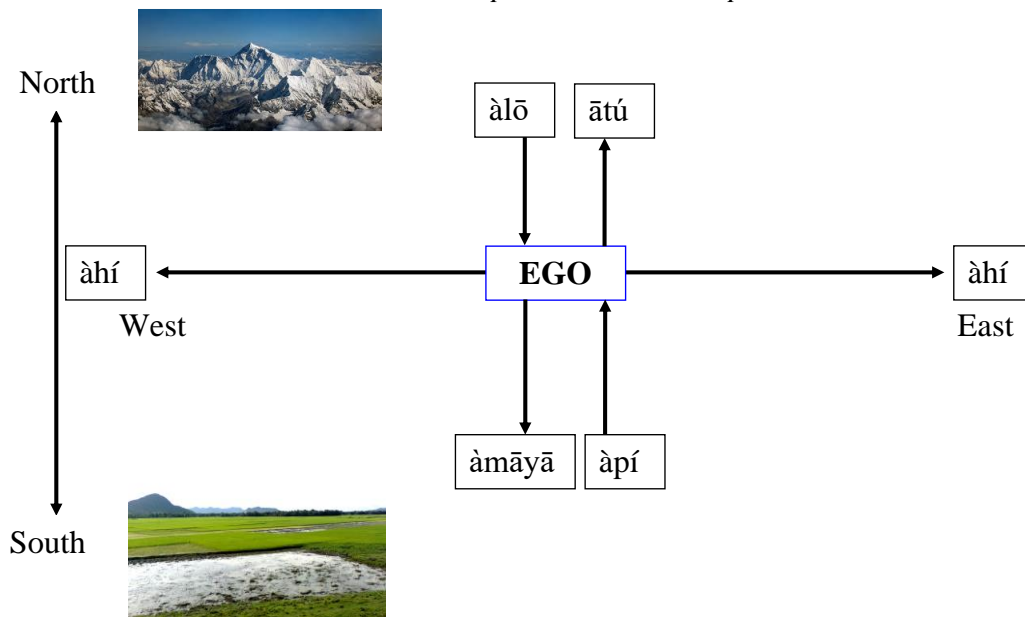 North
àlō ātú
àhí EGO àhí
West East
àmāyā àpí
South